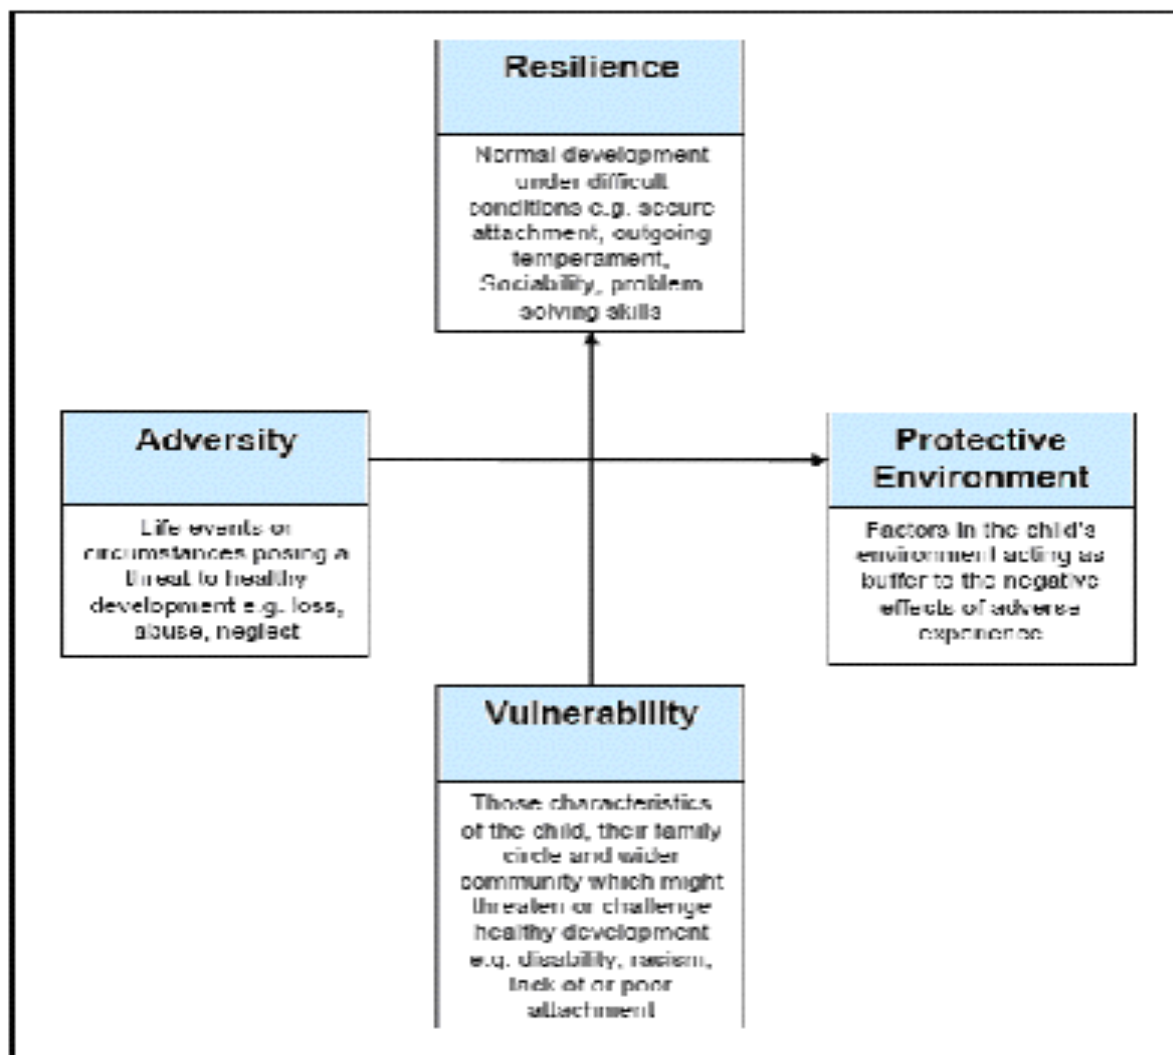 Resilience
Normal development
under difficult
conditions e.g. secure
attachment, outgoing
temperament,
Sociability, problem
solving skills
Adversity
Life events or
circumstances posing a
threat to healthy
development e.g. loss,
abuse, neglect
Protective
Environment
Factors in the child's
environment acting as
buffer to the negative
effects of adverse
experience
Vulnerability
Those characteristics
of the child, their family
circle and wider
community which might
threaten or challenge
healthy development
e.g. disability, racism,
lack of or poor
attachment